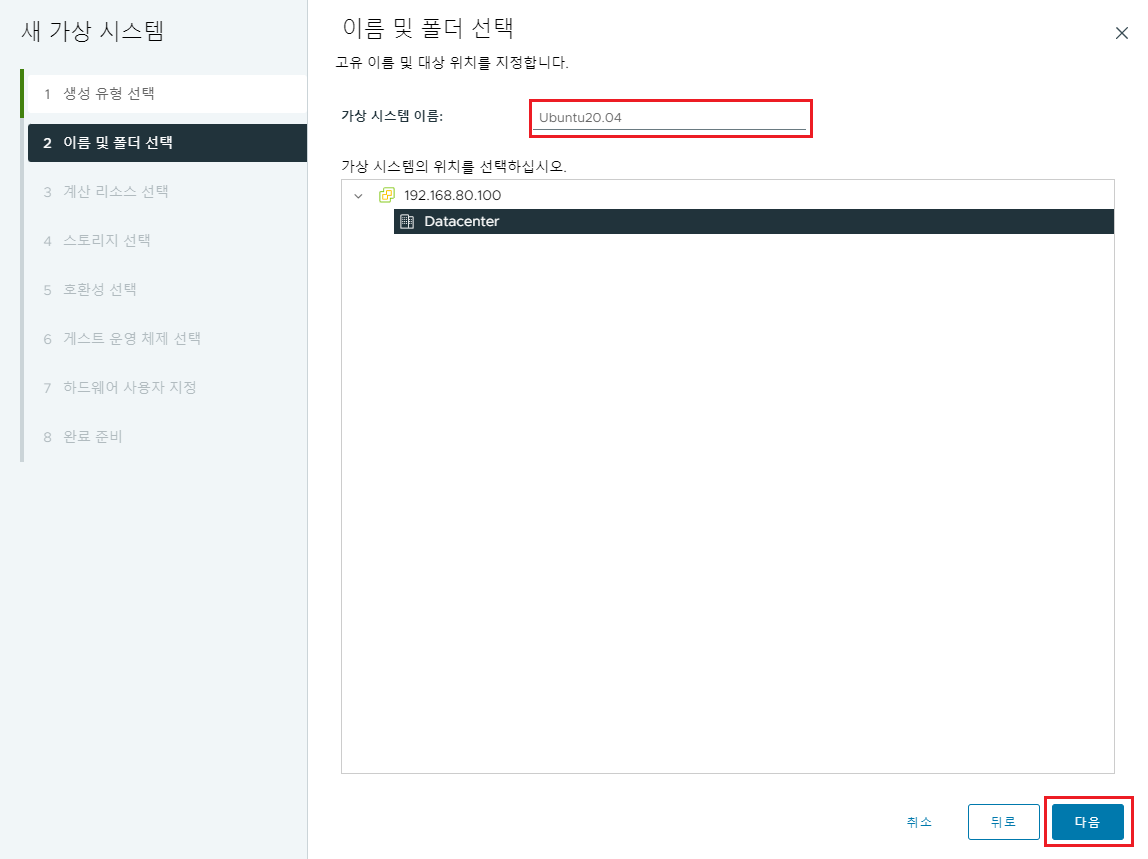 새 가상 시스템
1 생성 유형 선택
2 이름 및 폴더 선택
3 계산 리소스 선택
4 스토리지 선택
5 호환성 선택
6 게스트 운영 체제 선택
7 하드웨어 사용자 지정
8 완료 준비
이름 및 폴더 선택
고유 이름 및 대상 위치를 지정합니다.
가상 시스템 이름: Ubuntu20.04
가상 시스템의 위치를 선택하십시오.
192.168.80.100
Datacenter
취소 뒤로 다음